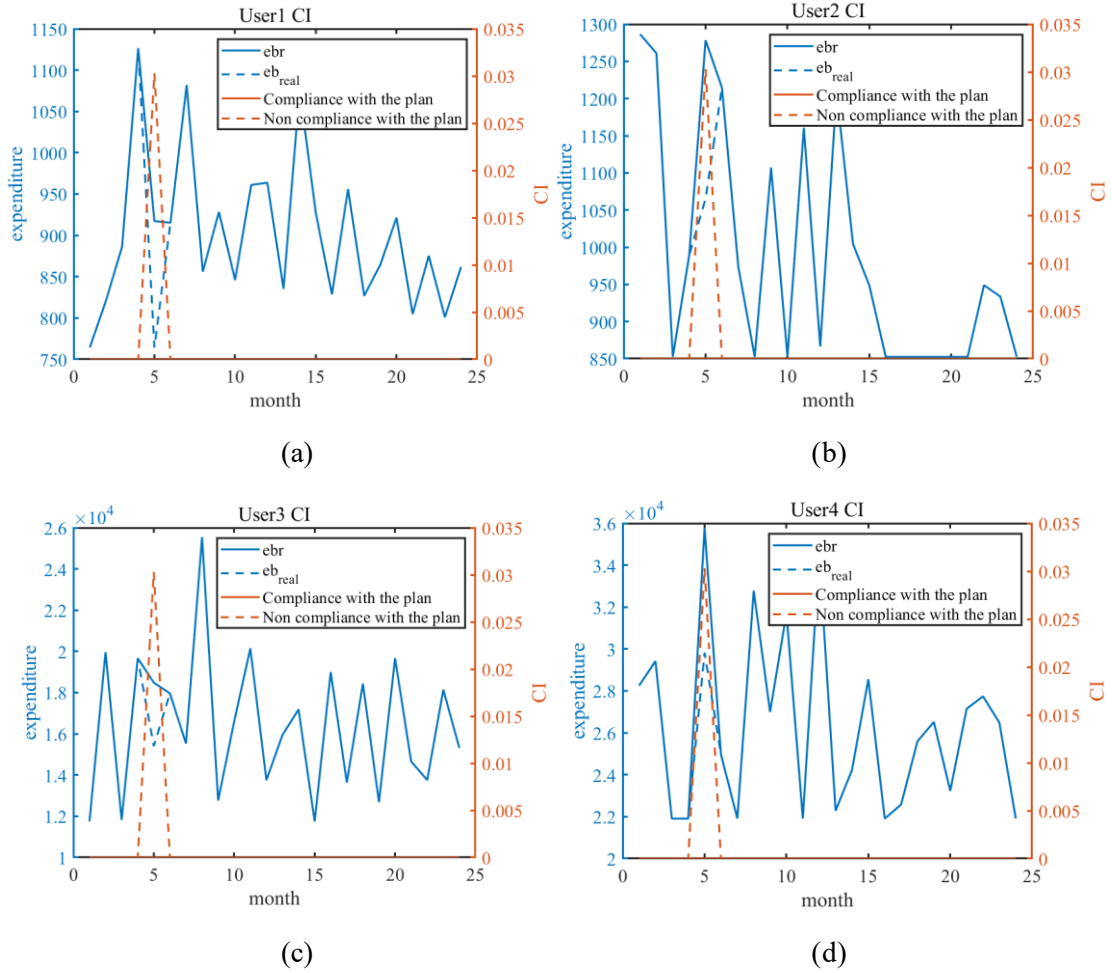 User1 CI
1150
1100
1050
1000
950
900
850
800
750
expenditure
ebr
eb_real
Compliance with the plan
Non compliance with the plan
0.035
0.03
0.025
0.02
0.015
0.01
0.005
0
CI
0 5 10 15 20 25
month
(a)
User2 CI
1300
1250
1200
1150
1100
1050
1000
950
900
850
expenditure
ebr
eb_real
Compliance with the plan
Non compliance with the plan
0.035
0.03
0.025
0.02
0.015
0.01
0.005
0
CI
0 5 10 15 20 25
month
(b)
User3 CI
×10^4
2.6
2.4
2.2
2
1.8
1.6
1.4
1.2
1
expenditure
ebr
eb_real
Compliance with the plan
Non compliance with the plan
0.035
0.03
0.025
0.02
0.015
0.01
0.005
0
CI
0 5 10 15 20 25
month
(c)
User4 CI
×10^4
3.6
3.4
3.2
3
2.8
2.6
2.4
2.2
2
expenditure
ebr
eb_real
Compliance with the plan
Non compliance with the plan
0.035
0.03
0.025
0.02
0.015
0.01
0.005
0
CI
0 5 10 15 20 25
month
(d)